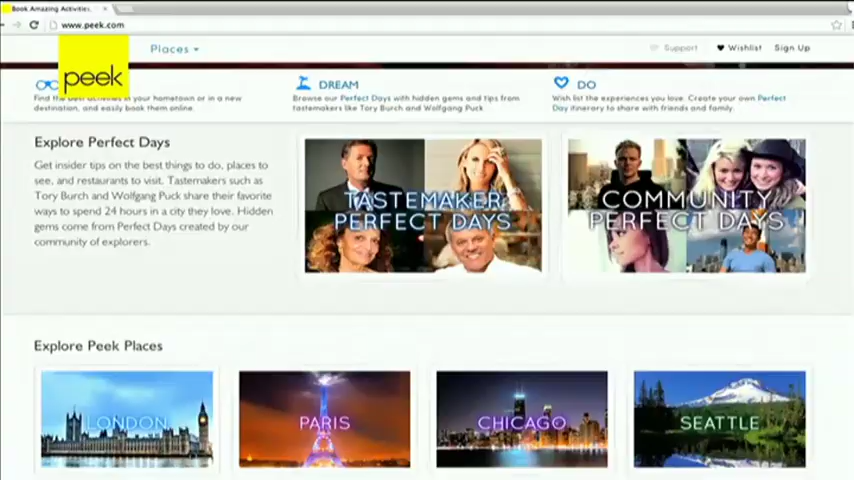 Book Amazing Activities,
www.peek.com
peek
Places
Support
Wishlist
Sign Up
DREAM
DO
Find the best activities in your hometown or in a new
destination, and easily book them online.
Browse our Perfect Days with hidden gems and tips from
tastemakers like Tory Burch and Wolfgang Puck
Wish list the experiences you love. Create your own Perfect
Day itinerary to share with friends and family.
Explore Perfect Days
Get insider tips on the best things to do, places to
see, and restaurants to visit. Tastemakers such as
Tory Burch and Wolfgang Puck share their favorite
ways to spend 24 hours in a city they love. Hidden
gems come from Perfect Days created by our
community of explorers.
TASTEMAKER
PERFECT DAYS
COMMUNITY
PERFECT DAYS
Explore Peek Places
LONDON
PARIS
CHICAGO
SEATTLE